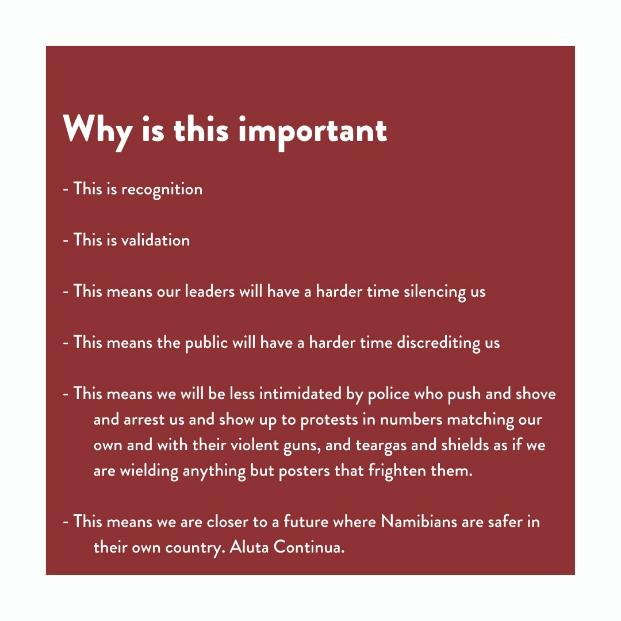 Why is this important
- This is recognition
- This is validation
- This means our leaders will have a harder time silencing us
- This means the public will have a harder time discrediting us
- This means we will be less intimidated by police who push and shove
and arrest us and show up to protests in numbers matching our
own and with their violent guns, and teargas and shields as if we
are wielding anything but posters that frighten them.
- This means we are closer to a future where Namibians are safer in
their own country. Aluta Continua.